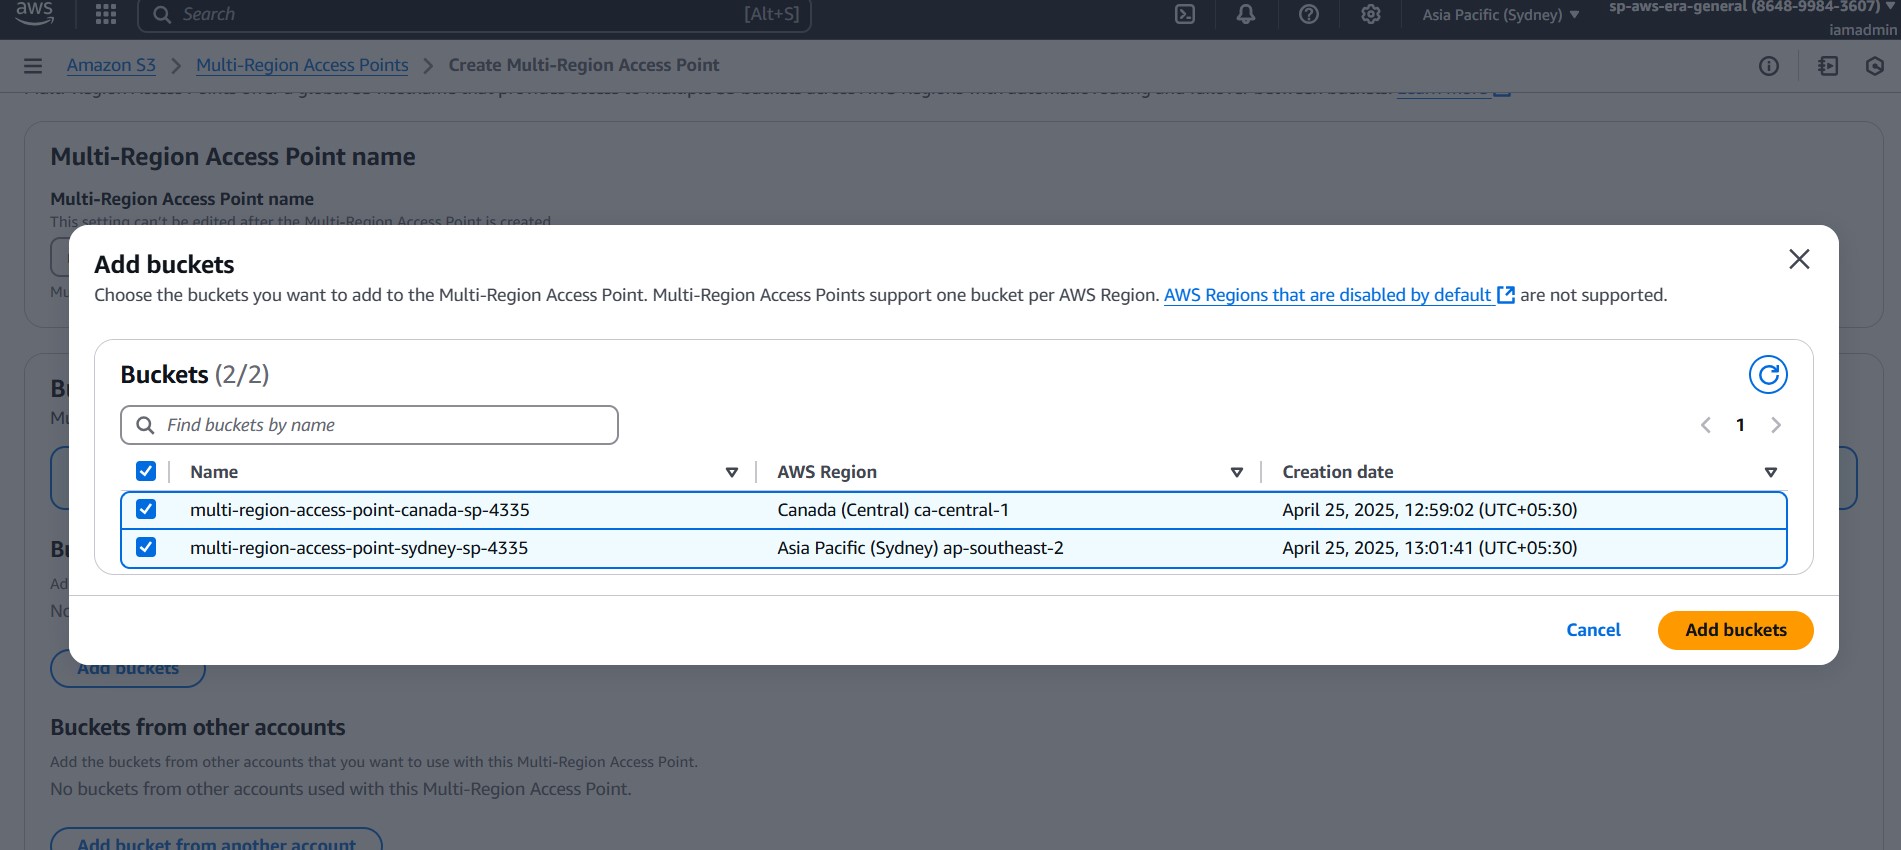 aws
Search [Alt+S]
Asia Pacific (Sydney)
sp-aws-era-general (8648-9984-3607)
iamadmin
Amazon S3
Multi-Region Access Points
Create Multi-Region Access Point
Multi-Region Access Point name
Multi-Region Access Point name
This setting can't be edited after the Multi-Region Access Point is created
Add buckets
Choose the buckets you want to add to the Multi-Region Access Point. Multi-Region Access Points support one bucket per AWS Region. AWS Regions that are disabled by default are not supported.
Buckets (2/2)
Find buckets by name
1
Name AWS Region Creation date
multi-region-access-point-canada-sp-4335 Canada (Central) ca-central-1 April 25, 2025, 12:59:02 (UTC+05:30)
multi-region-access-point-sydney-sp-4335 Asia Pacific (Sydney) ap-southeast-2 April 25, 2025, 13:01:41 (UTC+05:30)
Cancel
Add buckets
Add buckets
Buckets from other accounts
Add the buckets from other accounts that you want to use with this Multi-Region Access Point.
No buckets from other accounts used with this Multi-Region Access Point.
Add bucket from another account